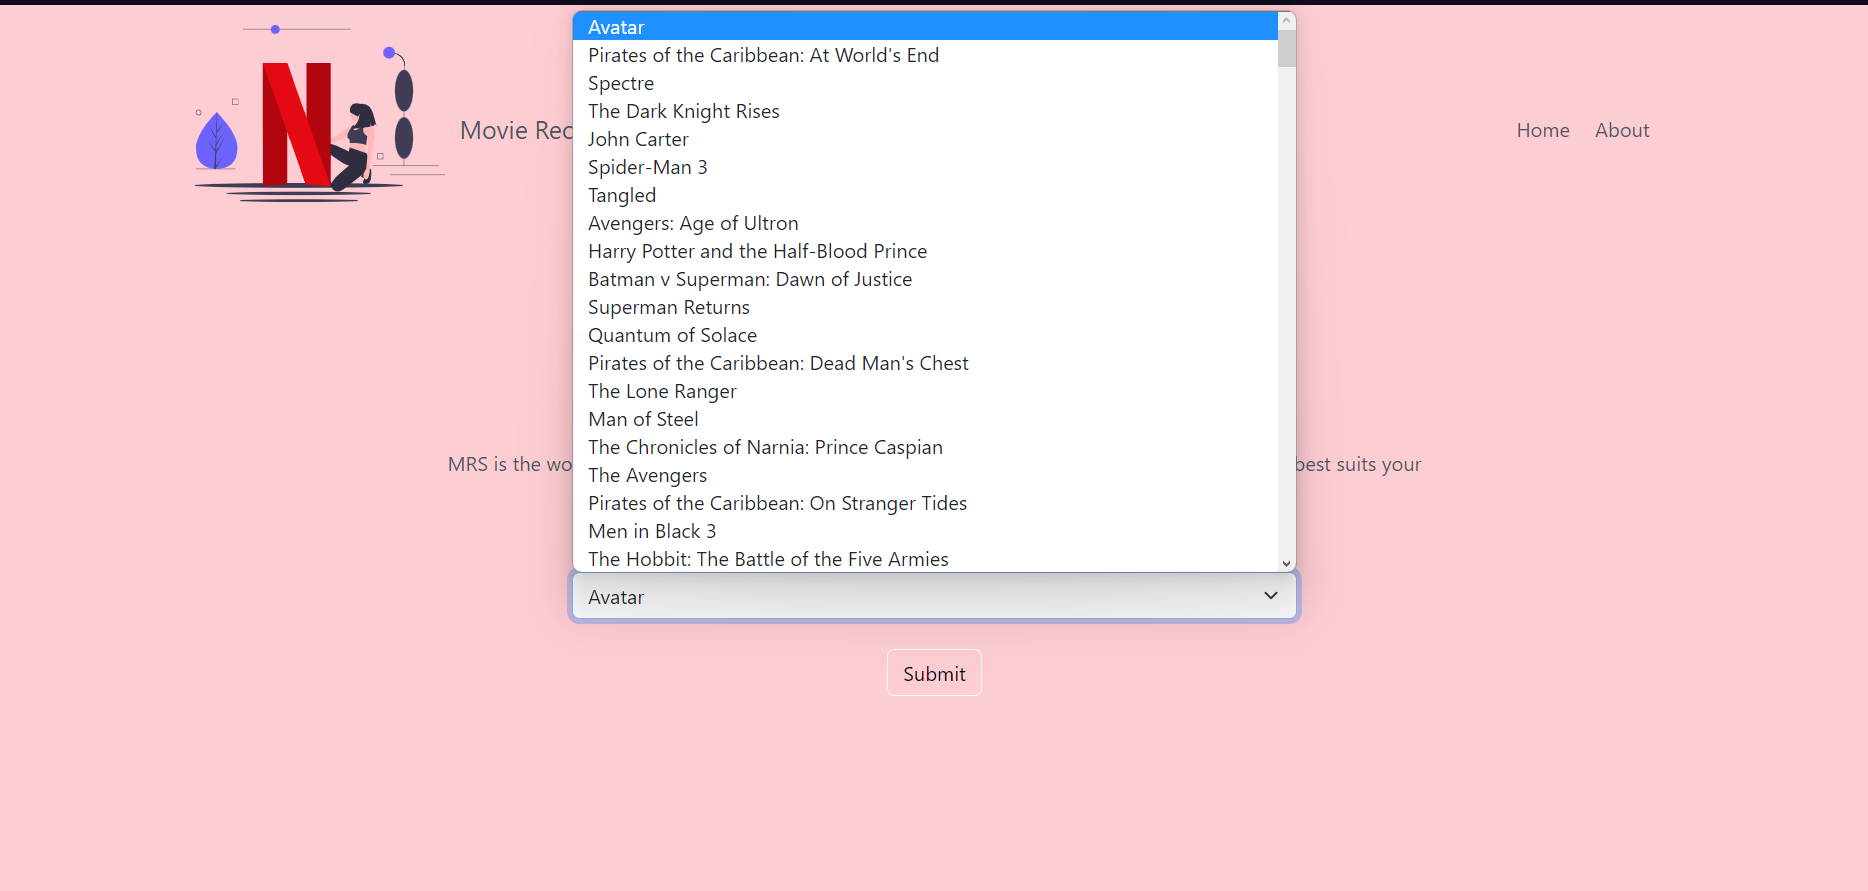 Movie Rec
Home
About
Avatar
Pirates of the Caribbean: At World's End
Spectre
The Dark Knight Rises
John Carter
Spider-Man 3
Tangled
Avengers: Age of Ultron
Harry Potter and the Half-Blood Prince
Batman v Superman: Dawn of Justice
Superman Returns
Quantum of Solace
Pirates of the Caribbean: Dead Man's Chest
The Lone Ranger
Man of Steel
The Chronicles of Narnia: Prince Caspian
The Avengers
Pirates of the Caribbean: On Stranger Tides
Men in Black 3
The Hobbit: The Battle of the Five Armies
MRS is the wo
best suits your
Avatar
Submit